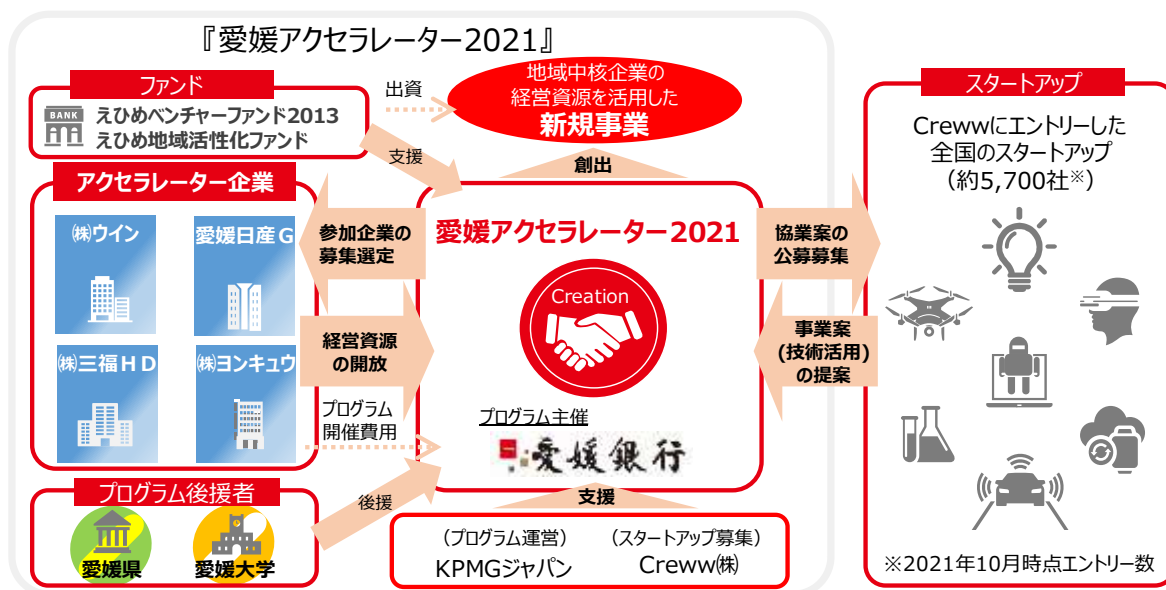 『愛媛アクセラレーター2021』
ファンド
BANK
えひめベンチャーファンド2013
えひめ地域活性化ファンド
出資
支援
地域中核企業の
経営資源を活用した
新規事業
創出
アクセラレーター企業
㈱ウイン
愛媛日産G
㈱三福HD
㈱ヨンキュウ
参加企業の
募集選定
経営資源
の開放
プログラム
開催費用
愛媛アクセラレーター2021
Creation
プログラム主催
愛媛銀行
支援
協業案の
公募募集
事業案
(技術活用)
の提案
スタートアップ
Crewwにエントリーした
全国のスタートアップ
（約5,700社※）
※2021年10月時点エントリー数
プログラム後援者
愛媛県
愛媛大学
後援
（プログラム運営）
KPMGジャパン
（スタートアップ募集）
Creww㈱